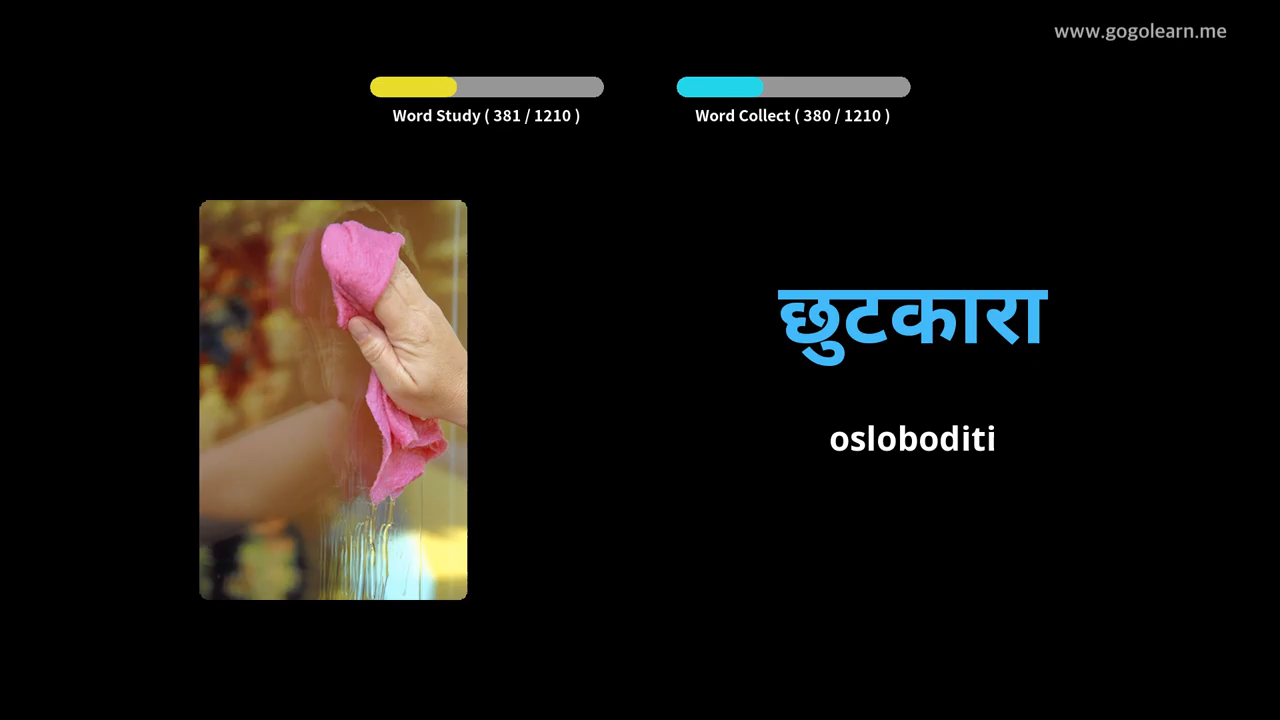 www.gogolearn.me
Word Study ( 381 / 1210 )
Word Collect ( 380 / 1210 )
छुटकारा
osloboditi